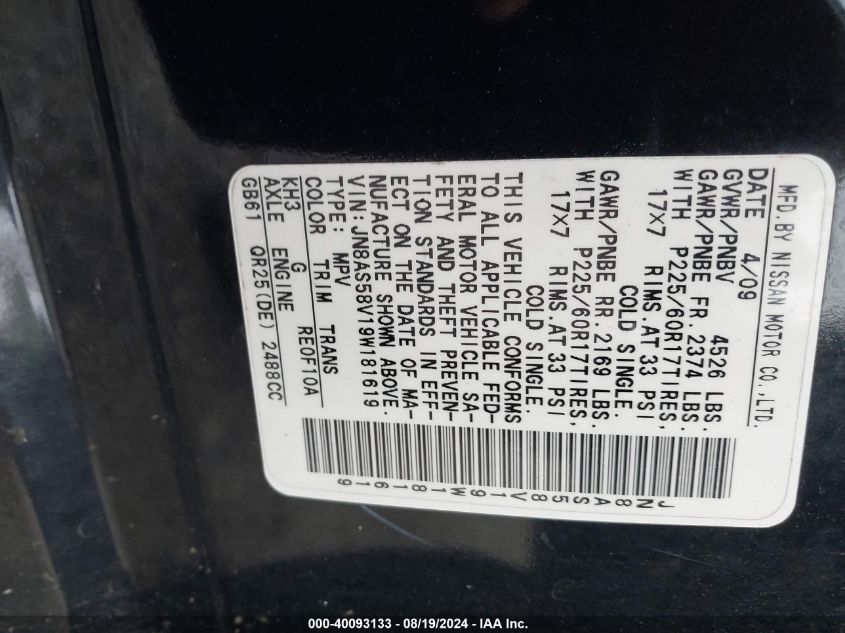 MFD.BY NISSAN MOTOR CO.,LTD.
DATE 4/09
GVWR/PNBV 4526 LBS.
GAWR/PNBE FR.2374 LBS.
WITH P225/60R17TIRES,
17X7 RIMS.AT 33 PSI
COLD SINGLE.
GAWR/PNBE RR.2169 LBS.
WITH P225/60R17TIRES,
17X7 RIMS.AT 33 PSI
COLD SINGLE.
THIS VEHICLE CONFORMS
TO ALL APPLICABLE FED-
ERAL MOTOR VEHICLE SA-
FETY AND THEFT PREVEN-
TION STANDARDS IN EFF-
ECT ON THE DATE OF MA-
NUFACTURE SHOWN ABOVE.
VIN:JN8AS58V19W181619
TYPE: MPV
COLOR TRIM TRANS
KH3 G RE0F10A
AXLE ENGINE
GB61 QR25(DE) 2488CC
JN8AS58V19W181619
000-40093133 - 08/19/2024 - IAA Inc.